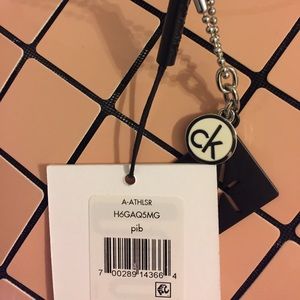 ck
A-ATHLSR
H6GAQ5MG
pib
7 00289 14366 4